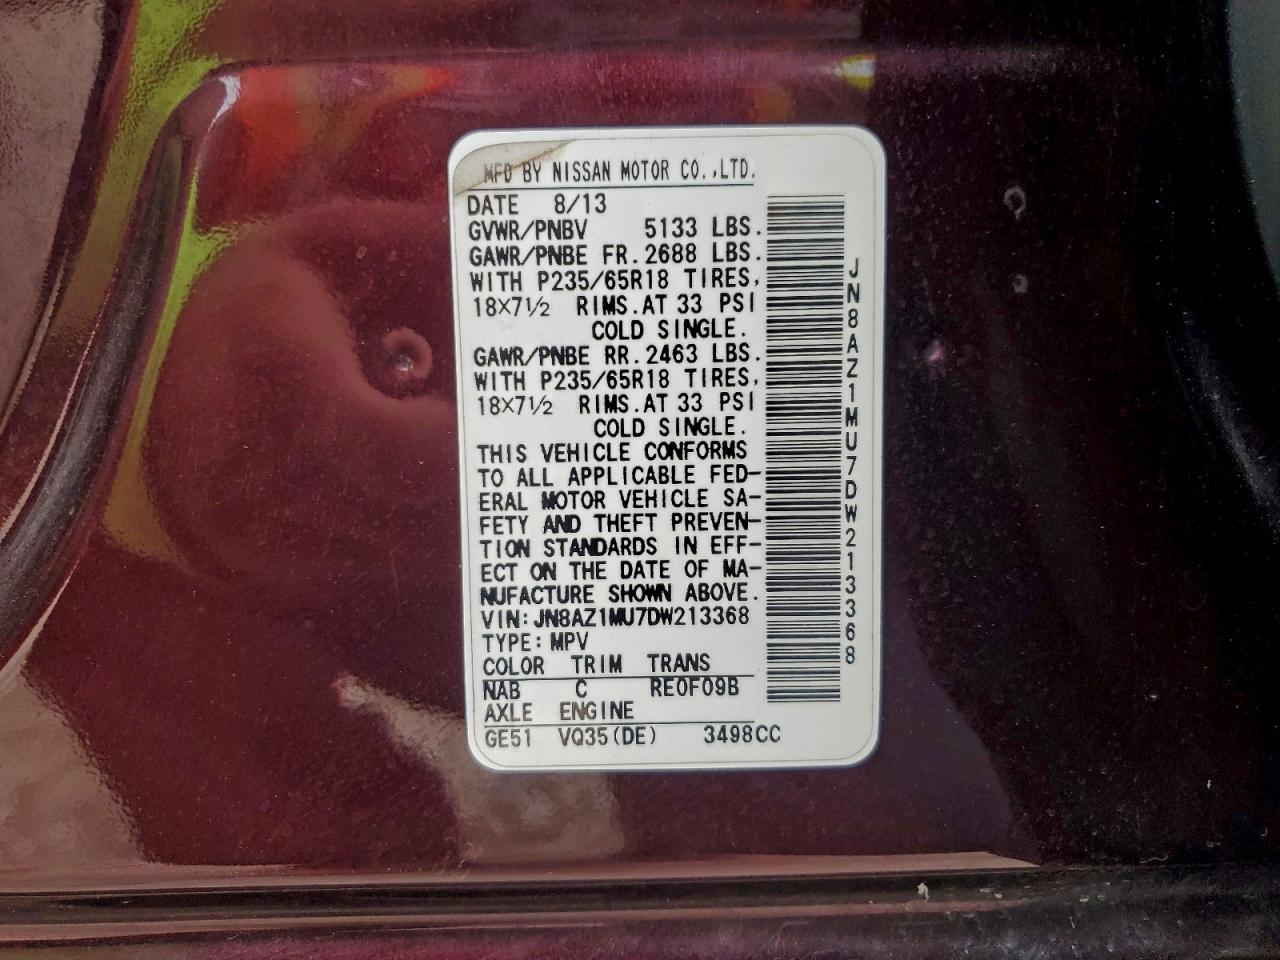 MFD BY NISSAN MOTOR CO.,LTD.
DATE 8/13
GVWR/PNBV 5133 LBS.
GAWR/PNBE FR.2688 LBS.
WITH P235/65R18 TIRES,
18×7½ RIMS.AT 33 PSI
COLD SINGLE.
GAWR/PNBE RR.2463 LBS.
WITH P235/65R18 TIRES,
18×7½ RIMS.AT 33 PSI
COLD SINGLE.
THIS VEHICLE CONFORMS
TO ALL APPLICABLE FED-
ERAL MOTOR VEHICLE SA-
FETY AND THEFT PREVEN-
TION STANDARDS IN EFF-
ECT ON THE DATE OF MA-
NUFACTURE SHOWN ABOVE.
VIN:JN8AZ1MU7DW213368
TYPE:MPV
COLOR TRIM TRANS
NAB C RE0F09B
AXLE ENGINE
GE51 VQ35(DE) 3498CC
JN8AZ1MU7DW213368